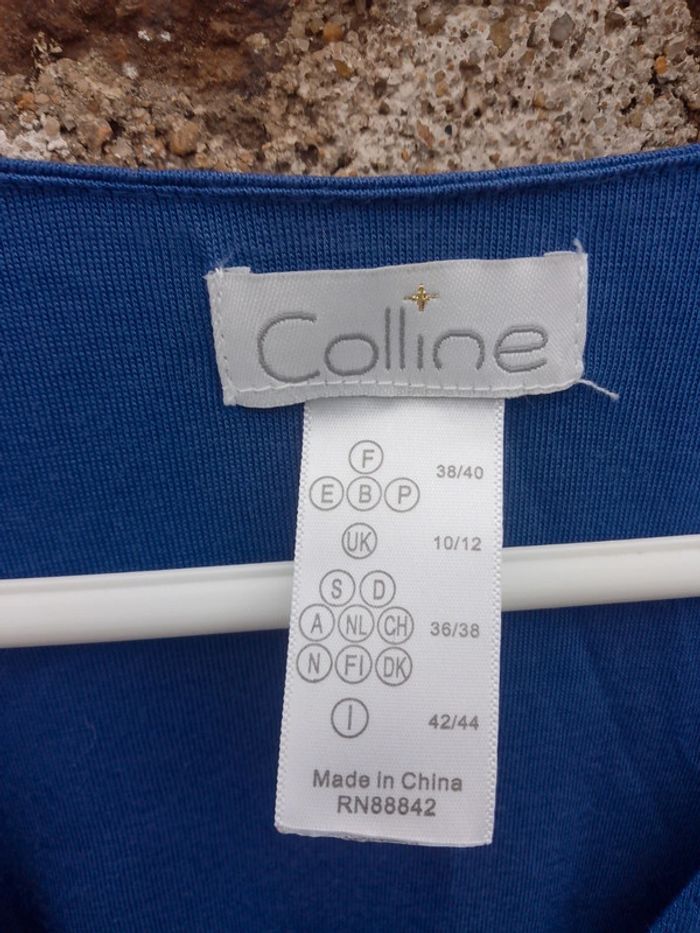 Colline
F 38/40
E B P
UK 10/12
S D
A NL CH 36/38
N FI DK
I 42/44
Made in China
RN88842